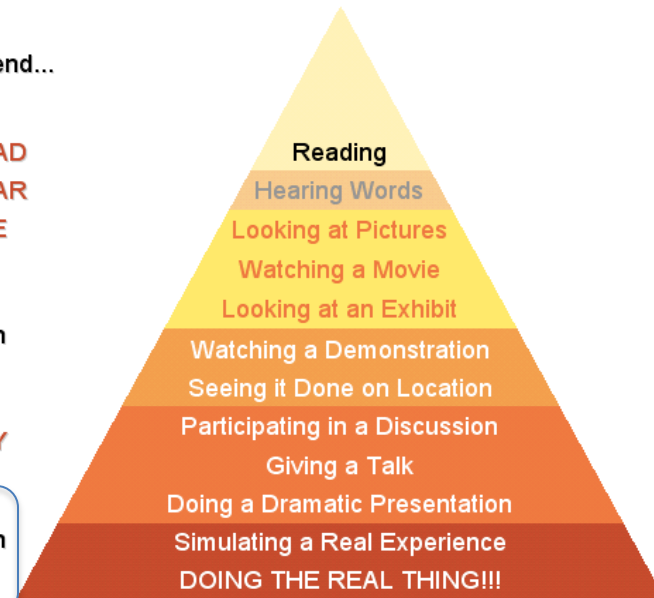 end...
AD
Reading
AR
Hearing Words
E
Looking at Pictures
Watching a Movie
Looking at an Exhibit
n
Watching a Demonstration
Seeing it Done on Location
Participating in a Discussion
Y
Giving a Talk
Doing a Dramatic Presentation
n
Simulating a Real Experience
DOING THE REAL THING!!!